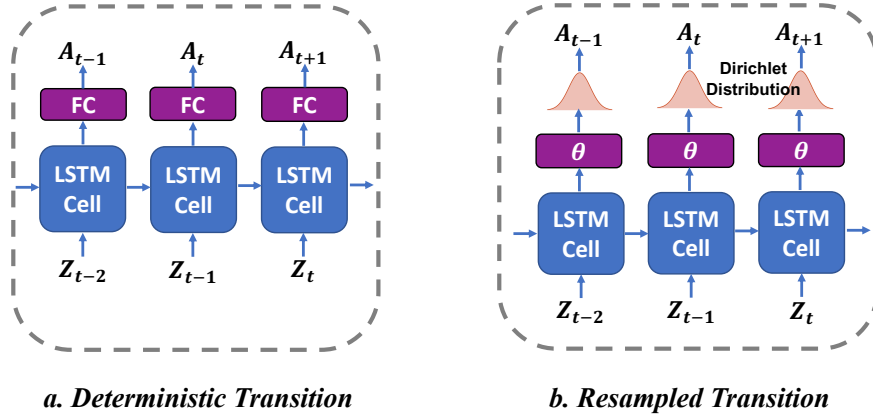 A_{t−1} A_t A_{t+1}
FC FC FC
LSTM Cell LSTM Cell LSTM Cell
Z_{t−2} Z_{t−1} Z_t
a. Deterministic Transition
A_{t−1} A_t A_{t+1}
Dirichlet
Distribution
θ θ θ
LSTM Cell LSTM Cell LSTM Cell
Z_{t−2} Z_{t−1} Z_t
b. Resampled Transition